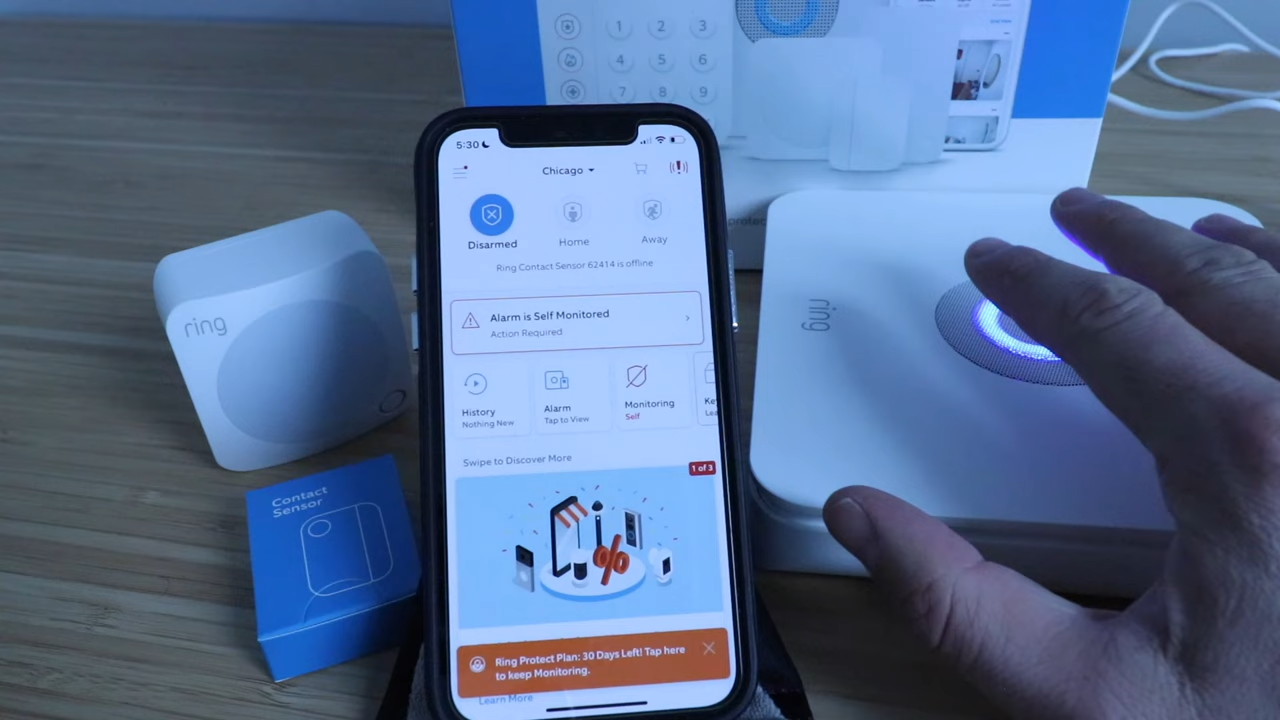 1 2 3
4 5 6
7 8 9
protec
ring
ring
Contact
Sensor
5:30
Chicago
Disarmed
Home
Away
Ring Contact Sensor 62414 is offline
Alarm is Self Monitored
Action Required
History
Nothing New
Alarm
Tap to View
Monitoring
Self
Ke
Lea
Swipe to Discover More
1 of 3
%
Ring Protect Plan: 30 Days Left! Tap here
to keep Monitoring.
Learn More